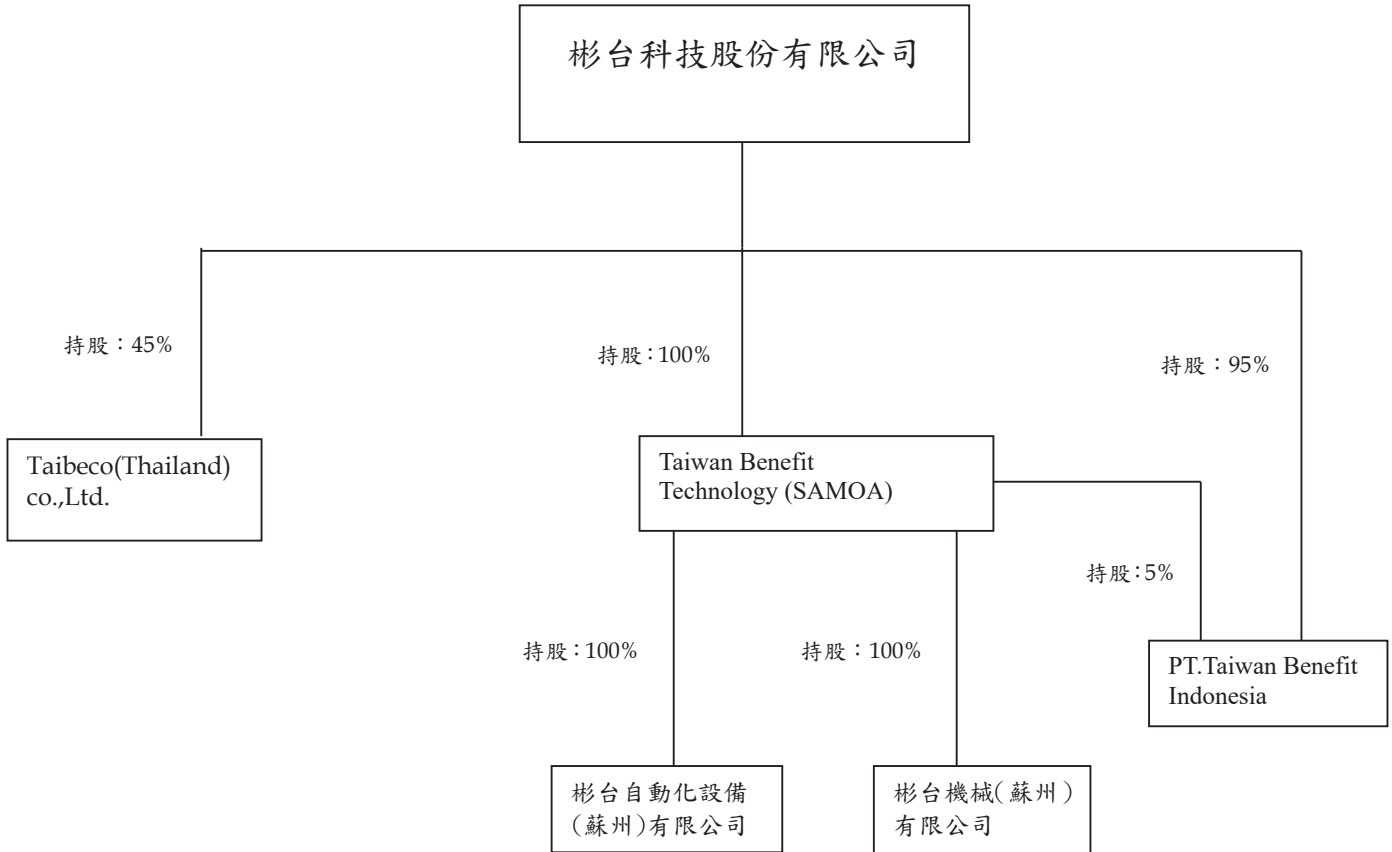 彬台科技股份有限公司
持股：45%
持股：100%
持股：95%
Taibeco(Thailand)
co.,Ltd.
Taiwan Benefit
Technology (SAMOA)
持股：5%
持股：100%
持股：100%
PT.Taiwan Benefit
Indonesia
彬台自動化設備
(蘇州)有限公司
彬台機械(蘇州)
有限公司